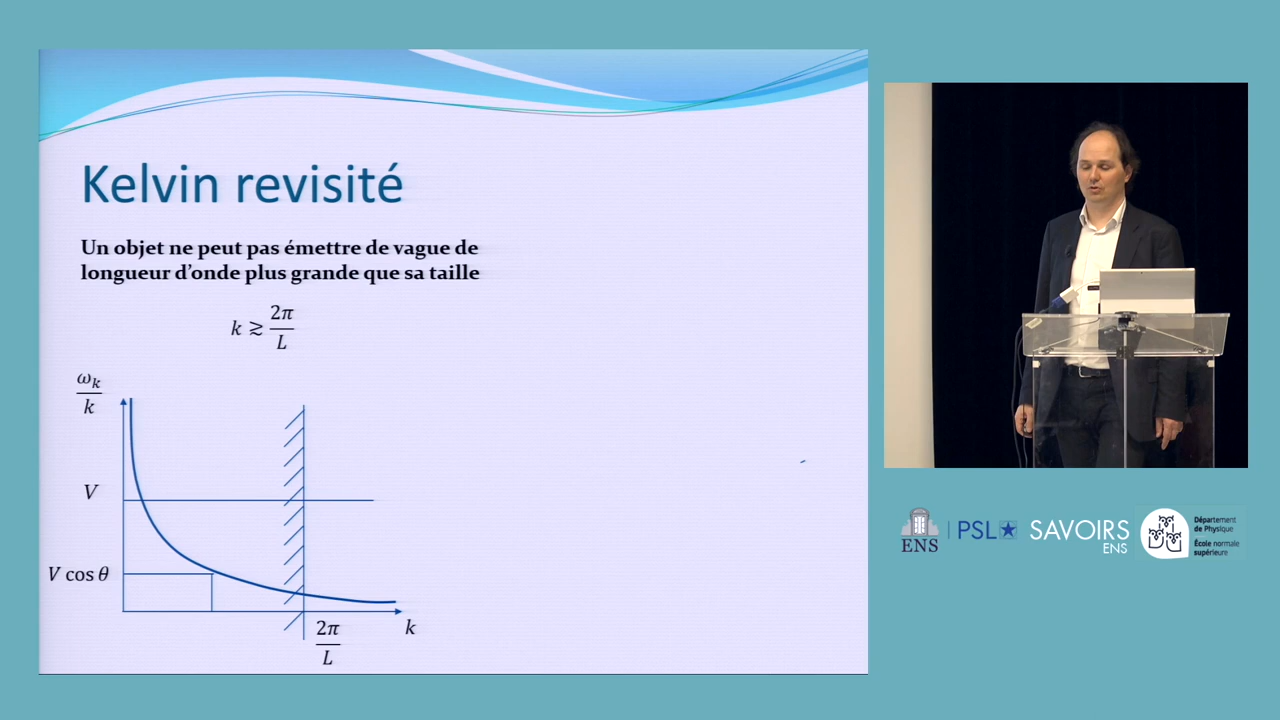 Kelvin revisité
Un objet ne peut pas émettre de vague de
longueur d'onde plus grande que sa taille
k ≳ 2π/L
ω_k/k
V
V cos θ
2π/L
k
ENS
PSL
SAVOIRS
ENS
Département
de Physique
École normale
supérieure